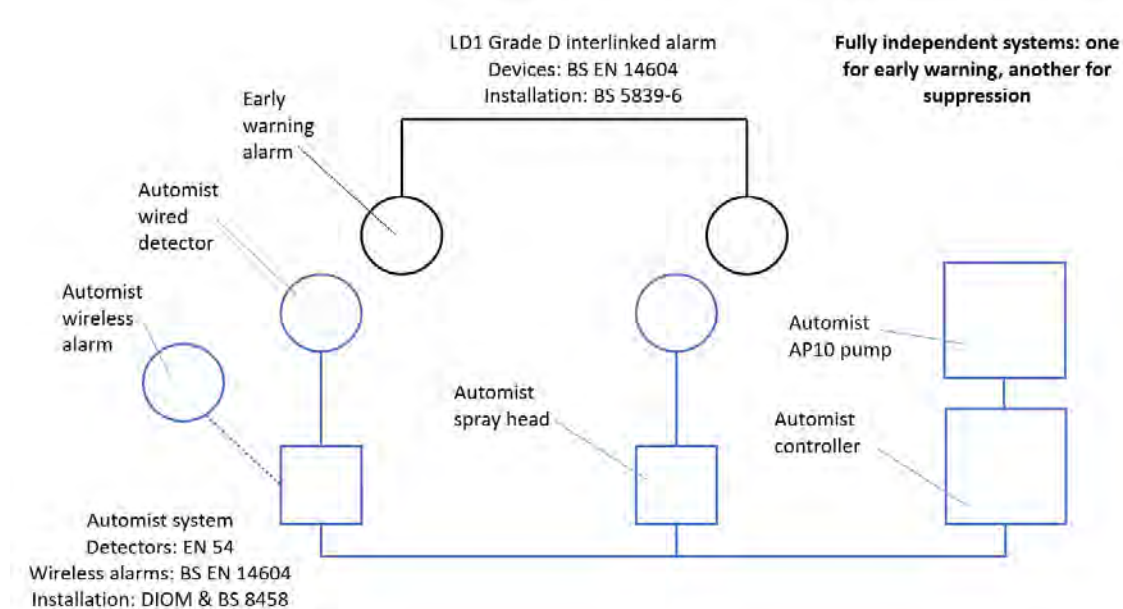 LD1 Grade D interlinked alarm
Devices: BS EN 14604
Installation: BS 5839-6
Fully independent systems: one
for early warning, another for
suppression
Early
warning
alarm
Automist
wired
detector
Automist
wireless
alarm
Automist
AP10 pump
Automist
spray head
Automist
controller
Automist system
Detectors: EN 54
Wireless alarms: BS EN 14604
Installation: DIOM & BS 8458